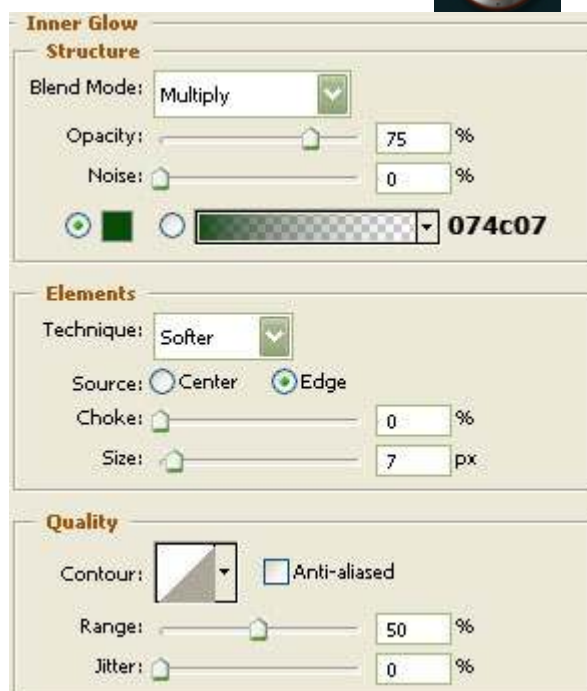 Inner Glow
Structure
Blend Mode: Multiply
Opacity: 75 %
Noise: 0 %
074c07
Elements
Technique: Softer
Source: Center Edge
Choke: 0 %
Size: 7 px
Quality
Contour: Anti-aliased
Range: 50 %
Jitter: 0 %